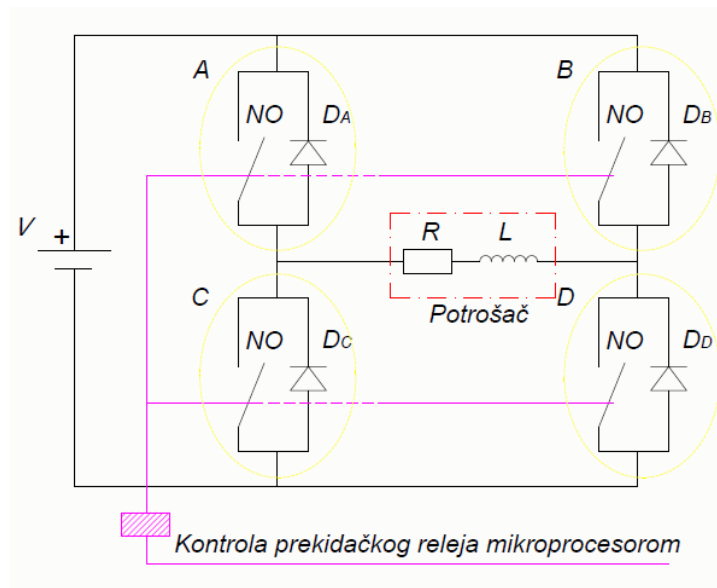 A
B
NO
DA
NO
DB
V
+
R
L
C
Potrošač
D
NO
DC
NO
DD
Kontrola prekidačkog releja mikroprocesorom